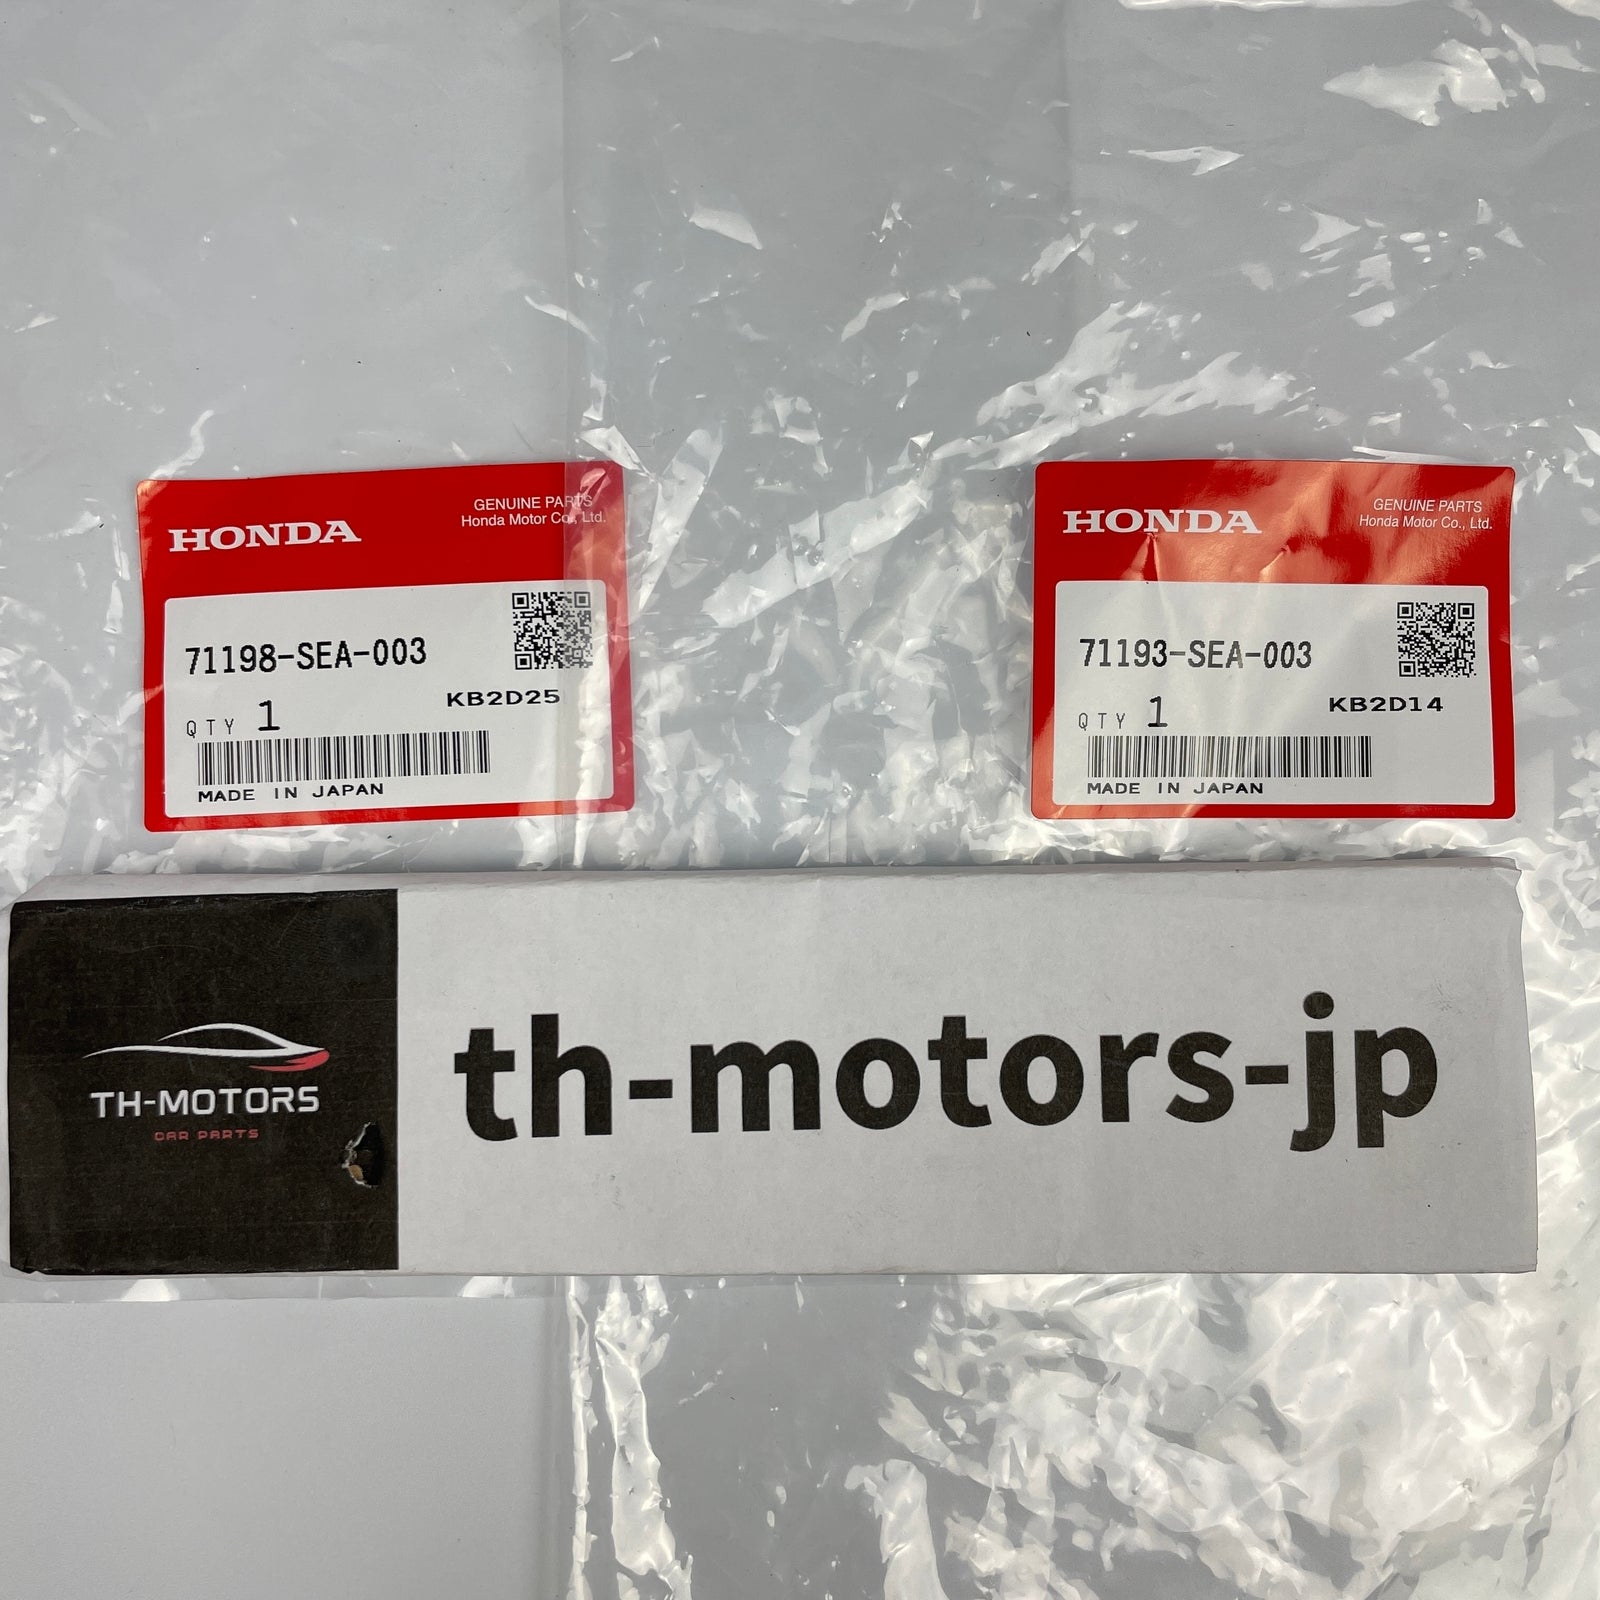 HONDA
GENUINE PARTS
Honda Motor Co., Ltd.
71198-SEA-003
QTY 1
KB2D25
MADE IN JAPAN
HONDA
GENUINE PARTS
Honda Motor Co., Ltd.
71193-SEA-003
QTY 1
KB2D14
MADE IN JAPAN
TH-MOTORS
CAR PARTS
th-motors-jp